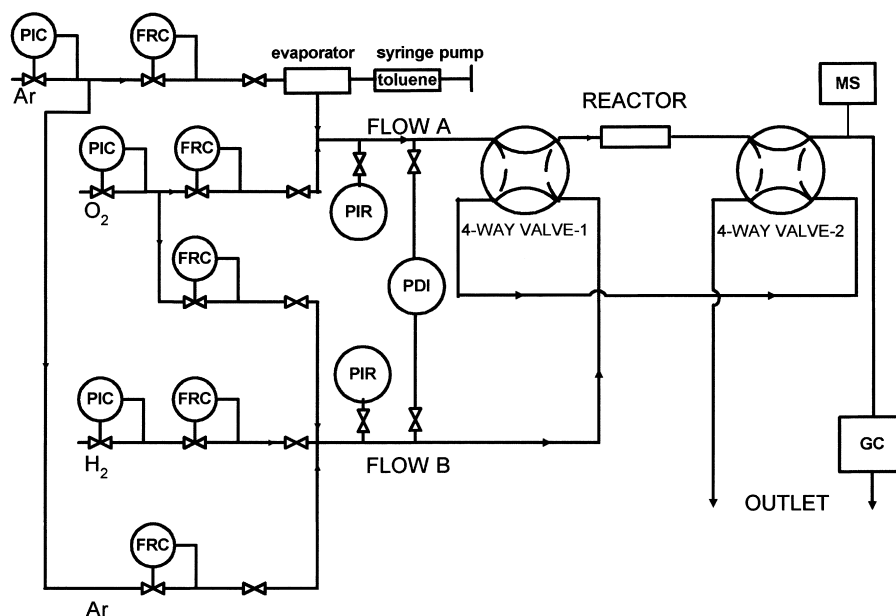 PIC
FRC
evaporator
syringe pump
toluene
Ar
MS
REACTOR
PIC
FRC
FLOW A
O2
PIR
4-WAY VALVE-1
4-WAY VALVE-2
FRC
PDI
PIR
PIC
FRC
H2
FLOW B
GC
OUTLET
FRC
Ar